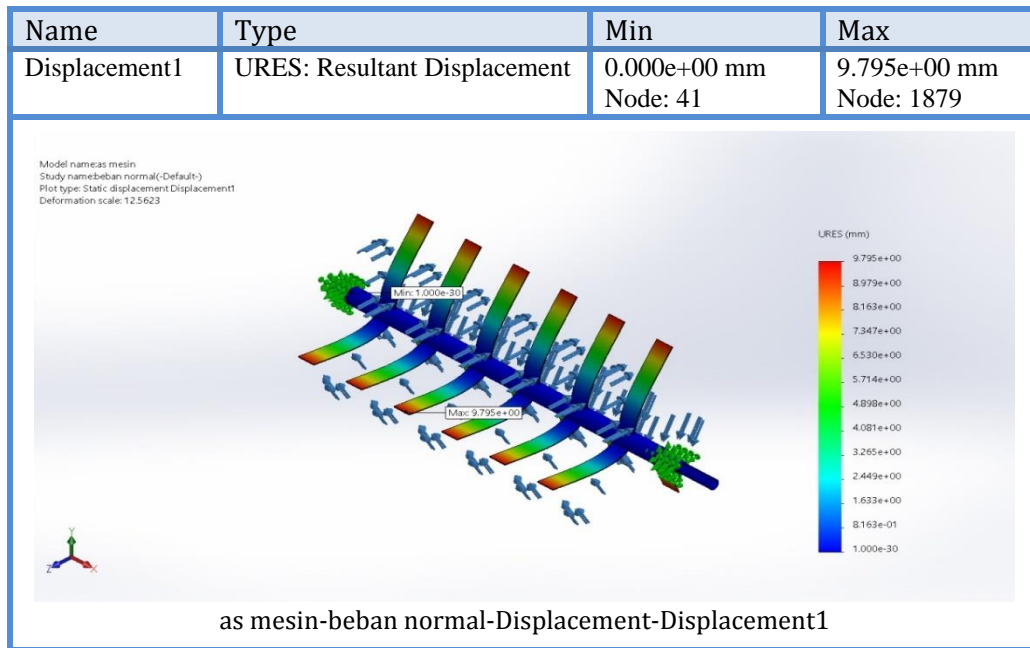 Name Type Min Max
Displacement1 URES: Resultant Displacement 0.000e+00 mm 9.795e+00 mm
Node: 41 Node: 1879
Model name:as mesin
Study name:beban normal(-Default-)
Plot type: Static displacement Displacement1
Deformation scale: 12.5623
URES (mm)
9.795e+00
8.979e+00
8.163e+00
7.347e+00
6.530e+00
5.714e+00
4.898e+00
4.081e+00
3.265e+00
2.449e+00
1.633e+00
8.163e-01
1.000e-30
Min: 1.000e-30
Max: 9.795e+00
Y
Z X
as mesin-beban normal-Displacement-Displacement1